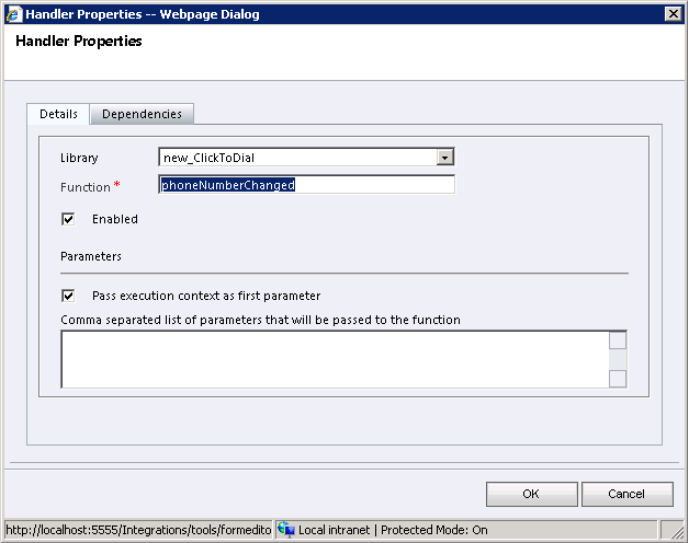 Handler Properties -- Webpage Dialog
Handler Properties
Details Dependencies
Library new_ClickToDial
Function * phoneNumberChanged
Enabled
Parameters
Pass execution context as first parameter
Comma separated list of parameters that will be passed to the function
OK Cancel
http://localhost:5555/Integrations/tools/formedito Local intranet | Protected Mode: On